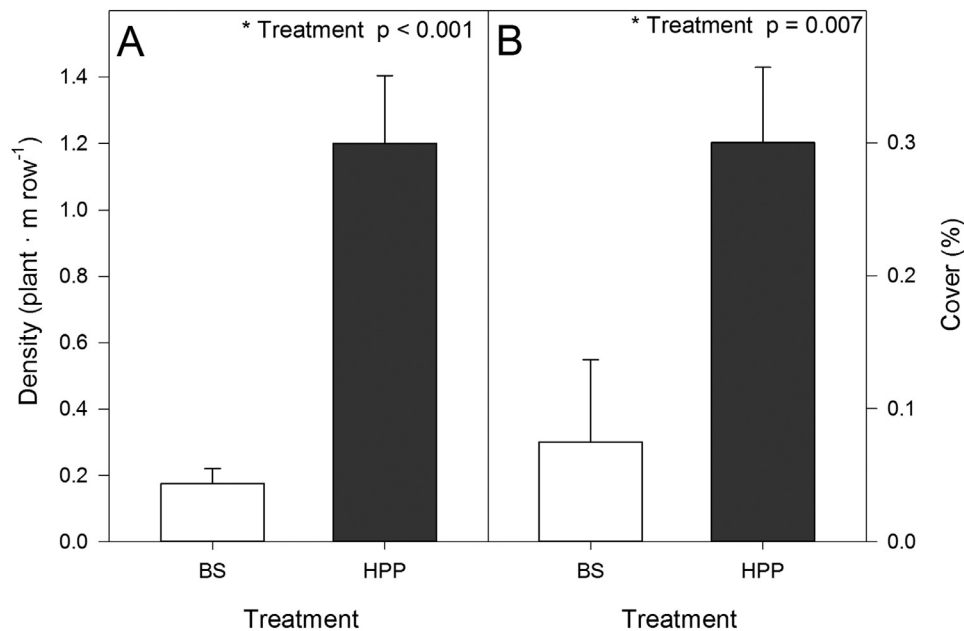 A
* Treatment p < 0.001
B
* Treatment p = 0.007
Density (plant · m row⁻¹)
1.4
1.2
1.0
0.8
0.6
0.4
0.2
0.0
0.3
0.2
0.1
0.0
Cover (%)
BS
HPP
BS
HPP
Treatment
Treatment